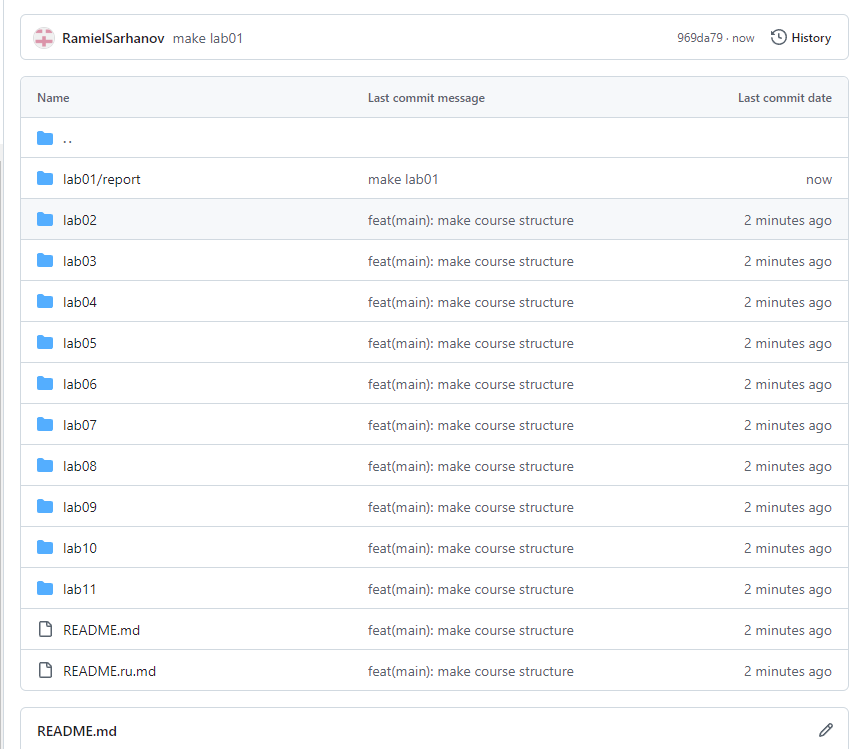 RamielSarhanov make lab01 969da79 · now History
Name Last commit message Last commit date
..
lab01/report make lab01 now
lab02 feat(main): make course structure 2 minutes ago
lab03 feat(main): make course structure 2 minutes ago
lab04 feat(main): make course structure 2 minutes ago
lab05 feat(main): make course structure 2 minutes ago
lab06 feat(main): make course structure 2 minutes ago
lab07 feat(main): make course structure 2 minutes ago
lab08 feat(main): make course structure 2 minutes ago
lab09 feat(main): make course structure 2 minutes ago
lab10 feat(main): make course structure 2 minutes ago
lab11 feat(main): make course structure 2 minutes ago
README.md feat(main): make course structure 2 minutes ago
README.ru.md feat(main): make course structure 2 minutes ago
README.md